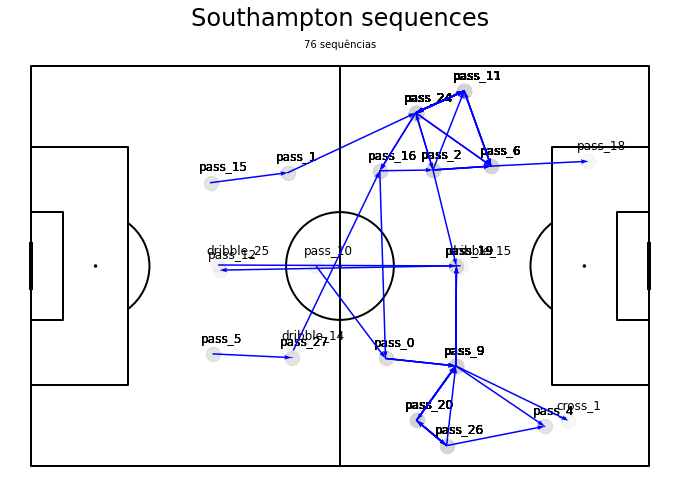 Southampton sequences
76 sequências
pass_11
pass_24
pass_18
pass_6
pass_1
pass_16
pass_2
pass_15
dribble_25
pass_12
pass_10
pass_19
dribble_15
dribble_14
pass_5
pass_27
pass_0
pass_9
pass_20
cross_1
pass_4
pass_26